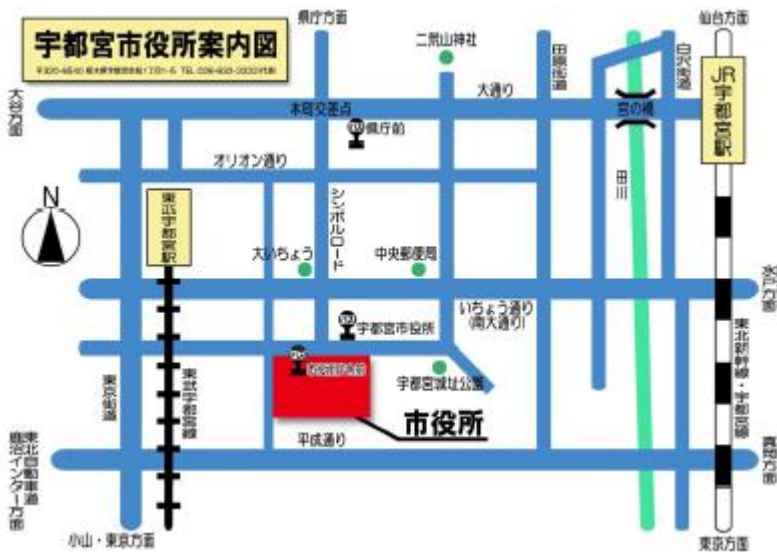 宇都宮市役所案内図
県庁方面
二荒山神社
田原街道
白沢街道
仙台方面
JR宇都宮駅
大谷方面
本町交差点
大通り
宮の橋
県庁前
オリオン通り
田川
N
東武宇都宮駅
シンボルロード
大いちょう
中央郵便局
水戸方面
いちょう通り
(南大通り)
宇都宮市役所
東京街道
東武宇都宮線
宇都宮城址公園
東北新幹線・宇都宮線
市役所
平成通り
東北自動車道
鹿沼インター方面
真岡方面
小山・東京方面
東京方面